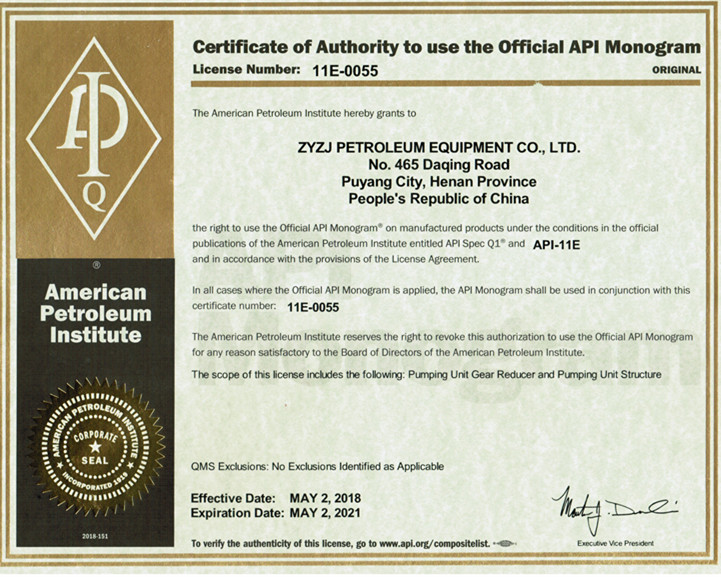 API
Q
®
American
Petroleum
Institute
AMERICAN PETROLEUM INSTITUTE
CORPORATE
SEAL
INCORPORATED 1919
2018-151
Certificate of Authority to use the Official API Monogram
License Number: 11E-0055
ORIGINAL
The American Petroleum Institute hereby grants to
ZYZJ PETROLEUM EQUIPMENT CO., LTD.
No. 465 Daqing Road
Puyang City, Henan Province
People's Republic of China
the right to use the Official API Monogram® on manufactured products under the conditions in the official
publications of the American Petroleum Institute entitled API Spec Q1® and API-11E
and in accordance with the provisions of the License Agreement.
In all cases where the Official API Monogram is applied, the API Monogram shall be used in conjunction with this
certificate number: 11E-0055
The American Petroleum Institute reserves the right to revoke this authorization to use the Official API Monogram
for any reason satisfactory to the Board of Directors of the American Petroleum Institute.
The scope of this license includes the following: Pumping Unit Gear Reducer and Pumping Unit Structure
QMS Exclusions: No Exclusions Identified as Applicable
Effective Date: MAY 2, 2018
Expiration Date: MAY 2, 2021
To verify the authenticity of this license, go to www.api.org/compositelist.
Executive Vice President